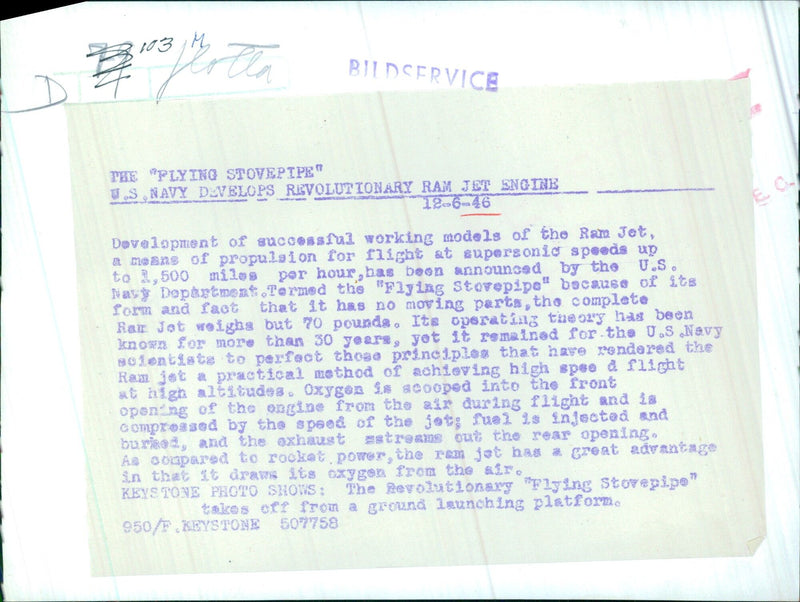 103 M
D
BILDSERVICE
THE "FLYING STOVEPIPE"
U.S.NAVY DEVELOPS REVOLUTIONARY RAM JET ENGINE
12-6-46
Development of successful working models of the Ram Jet,
a means of propulsion for flight at supersonic speeds up
to 1,500 miles per hour,has been announced by the U.S.
Navy Department.Termed the "Flying Stovepipe" because of its
form and fact that it has no moving parts,the complete
Ram Jet weighs but 70 pounds. Its operating theory has been
known for more than 30 years, yet it remained for the U.S.Navy
scientists to perfect those principles that have rendered the
Ram jet a practical method of achieving high spee d flight
at high altitudes. Oxygen is scooped into the front
opening of the engine from the air during flight and is
compressed by the speed of the jet; fuel is injected and
burned, and the exhaust streams out the rear opening.
As compared to rocket power,the ram jet has a great advantage
in that it draws its oxygen from the air.
KEYSTONE PHOTO SHOWS: The Revolutionary "Flying Stovepipe"
takes off from a ground launching platform.
950/F.KEYSTONE 507758